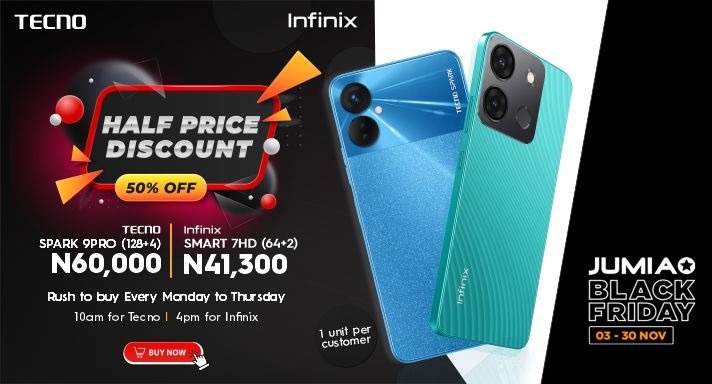 TECNO
Infinix
HALF PRICE
DISCOUNT
50% OFF
TECNO
SPARK 9PRO (128+4)
N60,000
Infinix
SMART 7HD (64+2)
N41,300
Rush to buy Every Monday to Thursday
10am for Tecno | 4pm for Infinix
BUY NOW
1 unit per
customer
TECNO SPARK
Infinix
JUMIA
BLACK
FRIDAY
03 - 30 NOV